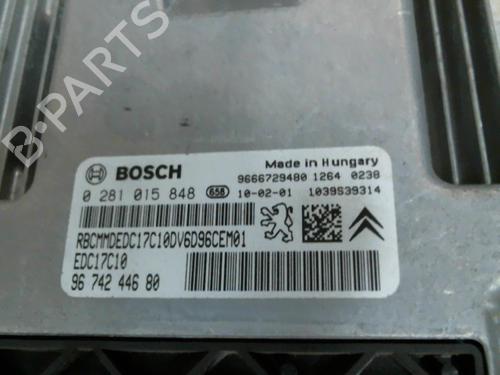 B-PARTS
BOSCH
Made in Hungary
9666729480 1264 0238
0 281 015 848 658 10-02-01 1039S39314
RBCMMDEDC17C10DV6D96CEM01
EDC17C10
96 742 446 80